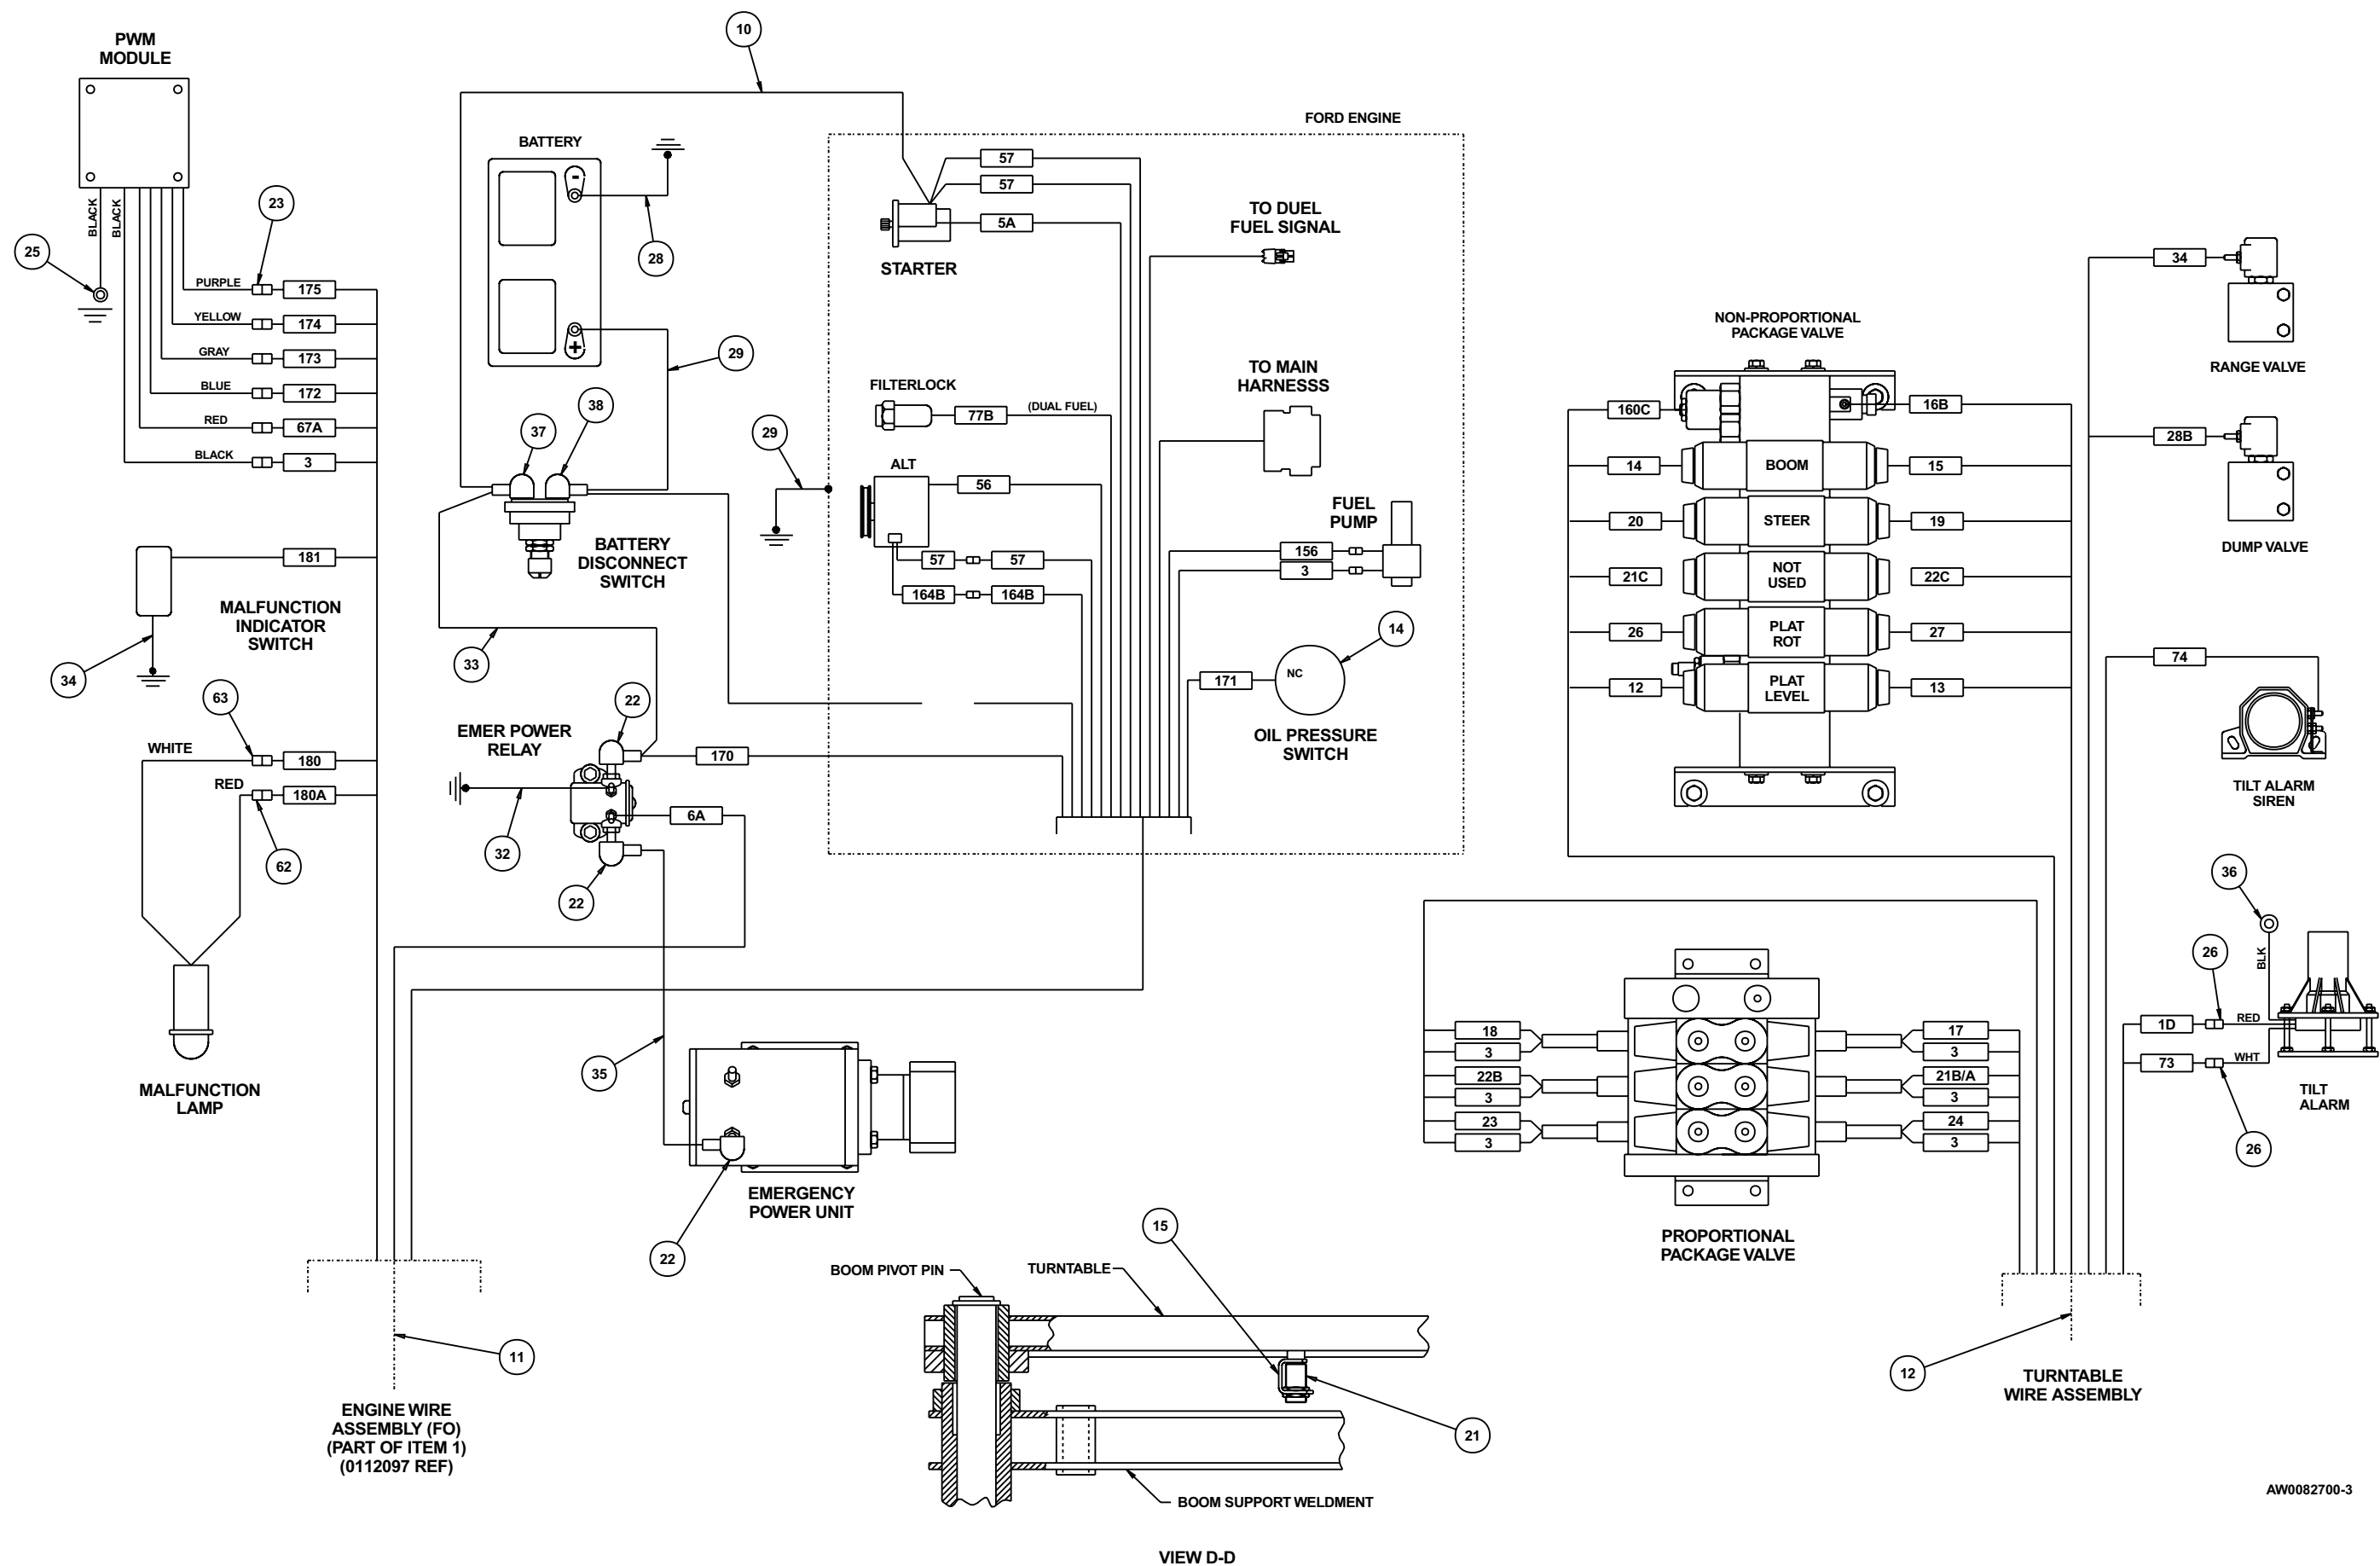 PWM
MODULE
BLACK
BLACK
25
23
PURPLE
175
YELLOW
174
GRAY
173
BLUE
172
RED
67A
BLACK
3
181
MALFUNCTION
INDICATOR
SWITCH
34
63
WHITE
180
RED
180A
62
MALFUNCTION
LAMP
11
ENGINE WIRE
ASSEMBLY (FO)
(PART OF ITEM 1)
(0112097 REF)
10
BATTERY
-
+
28
29
37
38
BATTERY
DISCONNECT
SWITCH
33
22
EMER POWER
RELAY
170
6A
32
22
35
EMERGENCY
POWER UNIT
22
FORD ENGINE
57
57
5A
STARTER
TO DUEL
FUEL SIGNAL
FILTERLOCK
77B
(DUAL FUEL)
TO MAIN
HARNESSS
29
ALT
56
57
57
164B
164B
FUEL
PUMP
156
3
14
171
NC
OIL PRESSURE
SWITCH
NON-PROPORTIONAL
PACKAGE VALVE
160C
16B
14
BOOM
15
20
STEER
19
21C
NOT
USED
22C
26
PLAT
ROT
27
12
PLAT
LEVEL
13
34
RANGE VALVE
28B
DUMP VALVE
74
TILT ALARM
SIREN
36
BLK
26
1D
RED
73
WHT
26
TILT
ALARM
18
3
22B
3
23
3
17
3
21B/A
3
24
3
PROPORTIONAL
PACKAGE VALVE
12
TURNTABLE
WIRE ASSEMBLY
15
BOOM PIVOT PIN
TURNTABLE
21
BOOM SUPPORT WELDMENT
VIEW D-D
AW0082700-3